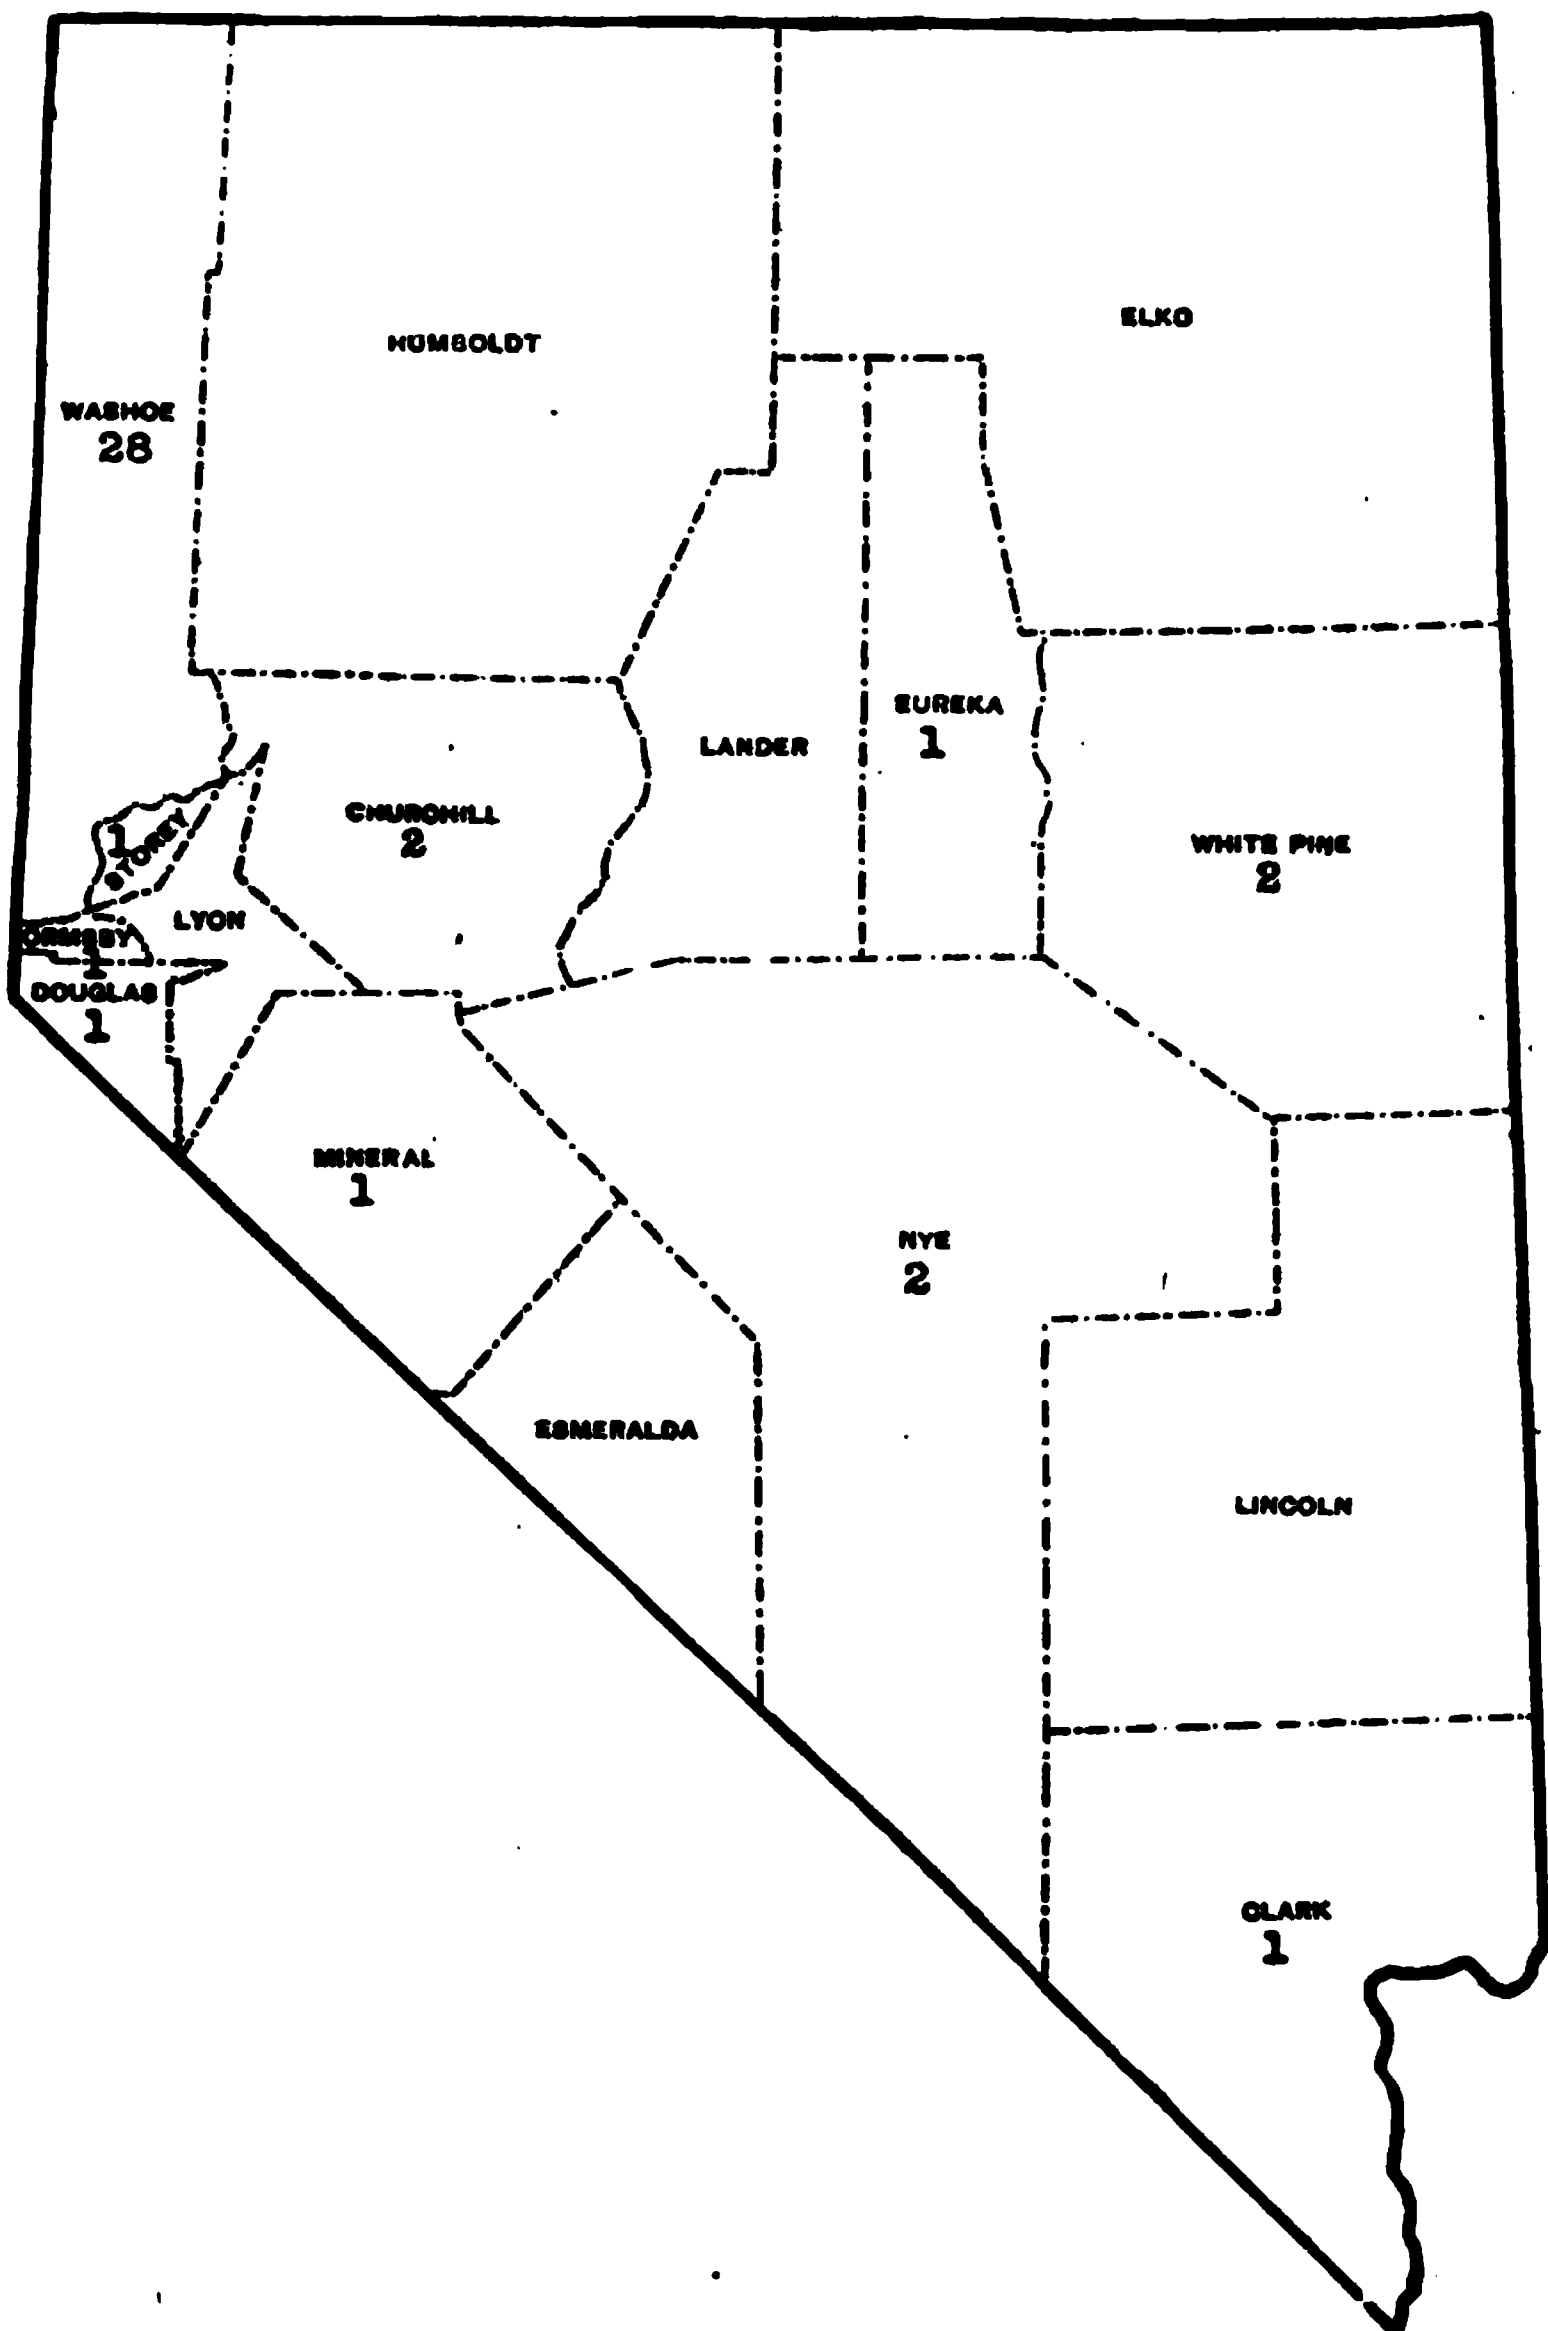 ELKO
HUMBOLDT
WASHOE
28
EUREKA
1
LANDER
CHURCHILL
2
WHITE PINE
2
1
STOREY
LYON
ORMSBY
1
DOUGLAS
1
MINERAL
1
NYE
2
ESMERALDA
LINCOLN
CLARK
1